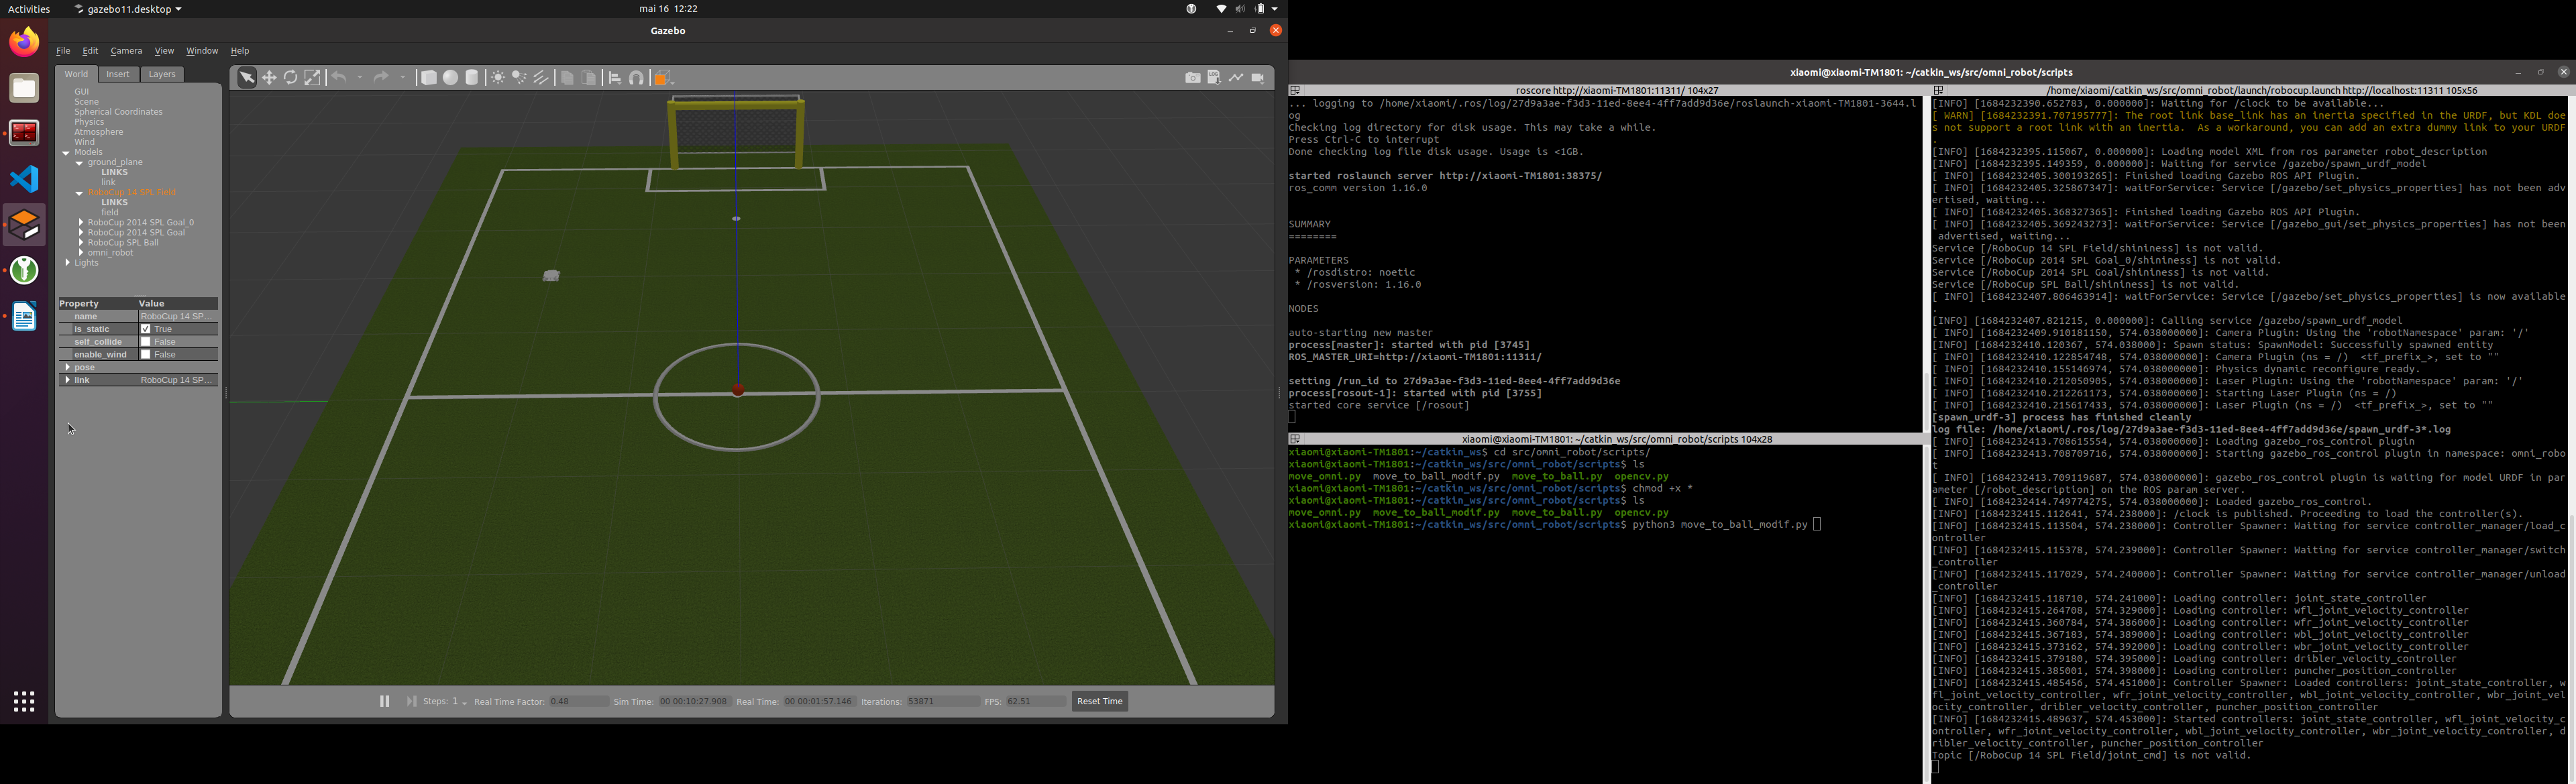 Activities
gazebo11.desktop
mai 16 12:22
Gazebo
File Edit Camera View Window Help
World Insert Layers
GUI
Scene
Spherical Coordinates
Physics
Atmosphere
Wind
Models
ground_plane
LINKS
link
RoboCup 14 SPL Field
LINKS
field
RoboCup 2014 SPL Goal_0
RoboCup 2014 SPL Goal
RoboCup SPL Ball
omni_robot
Lights
Property Value
name RoboCup 14 SP...
is_static True
self_collide False
enable_wind False
pose
link RoboCup 14 SP...
Steps: 1 Real Time Factor: 0.48 Sim Time: 00 00:10:27.908 Real Time: 00 00:01:57.146 Iterations: 53871 FPS: 62.51 Reset Time
xiaomi@xiaomi-TM1801: ~/catkin_ws/src/omni_robot/scripts
roscore http://xiaomi-TM1801:11311/ 104x27
... logging to /home/xiaomi/.ros/log/27d9a3ae-f3d3-11ed-8ee4-4ff7add9d36e/roslaunch-xiaomi-TM1801-3644.l
og
Checking log directory for disk usage. This may take a while.
Press Ctrl-C to interrupt
Done checking log file disk usage. Usage is <1GB.
started roslaunch server http://xiaomi-TM1801:38375/
ros_comm version 1.16.0
SUMMARY
========
PARAMETERS
* /rosdistro: noetic
* /rosversion: 1.16.0
NODES
auto-starting new master
process[master]: started with pid [3745]
ROS_MASTER_URI=http://xiaomi-TM1801:11311/
setting /run_id to 27d9a3ae-f3d3-11ed-8ee4-4ff7add9d36e
process[rosout-1]: started with pid [3755]
started core service [/rosout]
xiaomi@xiaomi-TM1801: ~/catkin_ws/src/omni_robot/scripts 104x28
xiaomi@xiaomi-TM1801:~/catkin_ws$ cd src/omni_robot/scripts/
xiaomi@xiaomi-TM1801:~/catkin_ws/src/omni_robot/scripts$ ls
move_omni.py move_to_ball_modif.py move_to_ball.py opencv.py
xiaomi@xiaomi-TM1801:~/catkin_ws/src/omni_robot/scripts$ chmod +x *
xiaomi@xiaomi-TM1801:~/catkin_ws/src/omni_robot/scripts$ ls
move_omni.py move_to_ball_modif.py move_to_ball.py opencv.py
xiaomi@xiaomi-TM1801:~/catkin_ws/src/omni_robot/scripts$ python3 move_to_ball_modif.py
/home/xiaomi/catkin_ws/src/omni_robot/launch/robocup.launch http://localhost:11311 105x56
[INFO] [1684232390.652783, 0.000000]: Waiting for /clock to be available...
[ WARN] [1684232391.707195777]: The root link base_link has an inertia specified in the URDF, but KDL doe
s not support a root link with an inertia. As a workaround, you can add an extra dummy link to your URDF
.
[INFO] [1684232395.115067, 0.000000]: Loading model XML from ros parameter robot_description
[INFO] [1684232395.149359, 0.000000]: Waiting for service /gazebo/spawn_urdf_model
[ INFO] [1684232405.300193265]: Finished loading Gazebo ROS API Plugin.
[ INFO] [1684232405.325867347]: waitForService: Service [/gazebo/set_physics_properties] has not been adv
ertised, waiting...
[ INFO] [1684232405.368327365]: Finished loading Gazebo ROS API Plugin.
[ INFO] [1684232405.369243273]: waitForService: Service [/gazebo_gui/set_physics_properties] has not been
advertised, waiting...
Service [/RoboCup 14 SPL Field/shininess] is not valid.
Service [/RoboCup 2014 SPL Goal_0/shininess] is not valid.
Service [/RoboCup 2014 SPL Goal/shininess] is not valid.
Service [/RoboCup SPL Ball/shininess] is not valid.
[ INFO] [1684232407.806463914]: waitForService: Service [/gazebo/set_physics_properties] is now available
.
[INFO] [1684232407.821215, 0.000000]: Calling service /gazebo/spawn_urdf_model
[ INFO] [1684232409.910181150, 574.038000000]: Camera Plugin: Using the 'robotNamespace' param: '/'
[INFO] [1684232410.120367, 574.038000]: Spawn status: SpawnModel: Successfully spawned entity
[ INFO] [1684232410.122854748, 574.038000000]: Camera Plugin (ns = /) <tf_prefix_>, set to ""
[ INFO] [1684232410.155146974, 574.038000000]: Physics dynamic reconfigure ready.
[ INFO] [1684232410.212050905, 574.038000000]: Laser Plugin: Using the 'robotNamespace' param: '/'
[ INFO] [1684232410.212261173, 574.038000000]: Starting Laser Plugin (ns = /)
[ INFO] [1684232410.215617433, 574.038000000]: Laser Plugin (ns = /) <tf_prefix_>, set to ""
[spawn_urdf-3] process has finished cleanly
log file: /home/xiaomi/.ros/log/27d9a3ae-f3d3-11ed-8ee4-4ff7add9d36e/spawn_urdf-3*.log
[ INFO] [1684232413.708615554, 574.038000000]: Loading gazebo_ros_control plugin
[ INFO] [1684232413.708709716, 574.038000000]: Starting gazebo_ros_control plugin in namespace: omni_robo
t
[ INFO] [1684232413.709119687, 574.038000000]: gazebo_ros_control plugin is waiting for model URDF in par
ameter [/robot_description] on the ROS param server.
[ INFO] [1684232414.749774275, 574.038000000]: Loaded gazebo_ros_control.
[INFO] [1684232415.112641, 574.238000]: /clock is published. Proceeding to load the controller(s).
[INFO] [1684232415.113504, 574.238000]: Controller Spawner: Waiting for service controller_manager/load_c
ontroller
[INFO] [1684232415.115378, 574.239000]: Controller Spawner: Waiting for service controller_manager/switch
_controller
[INFO] [1684232415.117029, 574.240000]: Controller Spawner: Waiting for service controller_manager/unload
_controller
[INFO] [1684232415.118710, 574.241000]: Loading controller: joint_state_controller
[INFO] [1684232415.264708, 574.329000]: Loading controller: wfl_joint_velocity_controller
[INFO] [1684232415.360784, 574.386000]: Loading controller: wfr_joint_velocity_controller
[INFO] [1684232415.367183, 574.389000]: Loading controller: wbl_joint_velocity_controller
[INFO] [1684232415.373162, 574.392000]: Loading controller: wbr_joint_velocity_controller
[INFO] [1684232415.379180, 574.395000]: Loading controller: dribler_velocity_controller
[INFO] [1684232415.385001, 574.398000]: Loading controller: puncher_position_controller
[INFO] [1684232415.485456, 574.451000]: Controller Spawner: Loaded controllers: joint_state_controller, w
fl_joint_velocity_controller, wfr_joint_velocity_controller, wbl_joint_velocity_controller, wbr_joint_vel
ocity_controller, dribler_velocity_controller, puncher_position_controller
[INFO] [1684232415.489637, 574.453000]: Started controllers: joint_state_controller, wfl_joint_velocity_c
ontroller, wfr_joint_velocity_controller, wbl_joint_velocity_controller, wbr_joint_velocity_controller, d
ribler_velocity_controller, puncher_position_controller
Topic [/RoboCup 14 SPL Field/joint_cmd] is not valid.